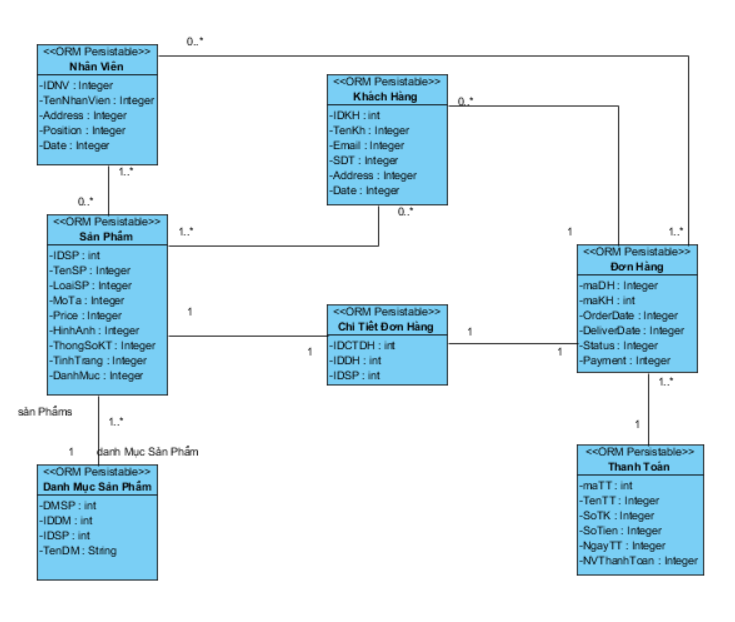 0..*
<<ORM Persistable>>
Nhân Viên
-IDNV : Integer
-TenNhanVien : Integer
-Address : Integer
-Position : Integer
-Date : Integer
<<ORM Persistable>>
Khách Hàng
-IDKH : int
-TenKh : Integer
-Email : Integer
-SDT : Integer
-Address : Integer
-Date : Integer
0..*
1..*
0..*
0..*
1..*
1
1..*
<<ORM Persistable>>
Sản Phẩm
-IDSP : int
-TenSP : Integer
-LoaiSP : Integer
-MoTa : Integer
-Price : Integer
-HinhAnh : Integer
-ThongSoKT : Integer
-TinhTrang : Integer
-DanhMuc : Integer
<<ORM Persistable>>
Đơn Hàng
-maDH : Integer
-maKH : int
-OrderDate : Integer
-DeliverDate : Integer
-Status : Integer
-Payment : Integer
1
1
<<ORM Persistable>>
Chi Tiết Đơn Hàng
-IDCTDH : int
-IDDH : int
-IDSP : int
1
1
sản Phẩms
1..*
1
danh Mục Sản Phẩm
1..*
1
<<ORM Persistable>>
Danh Mục Sản Phẩm
-DMSP : int
-IDDM : int
-IDSP : int
-TenDM : String
<<ORM Persistable>>
Thanh Toán
-maTT : int
-TenTT : Integer
-SoTK : Integer
-SoTien : Integer
-NgayTT : Integer
-NVThanhToan : Integer